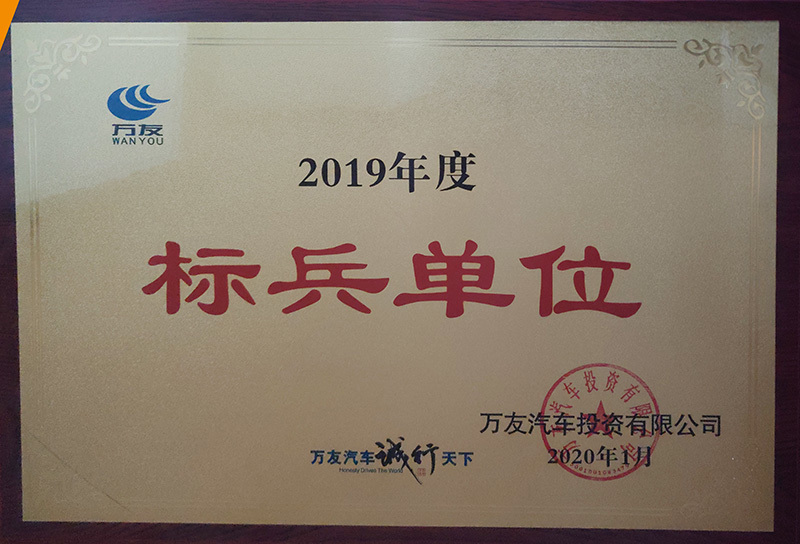 万友
WANYOU
2019年度
标兵单位
万友汽车投资有限公司
2020年1月
万友汽车诚行天下
Honesty Drives The World